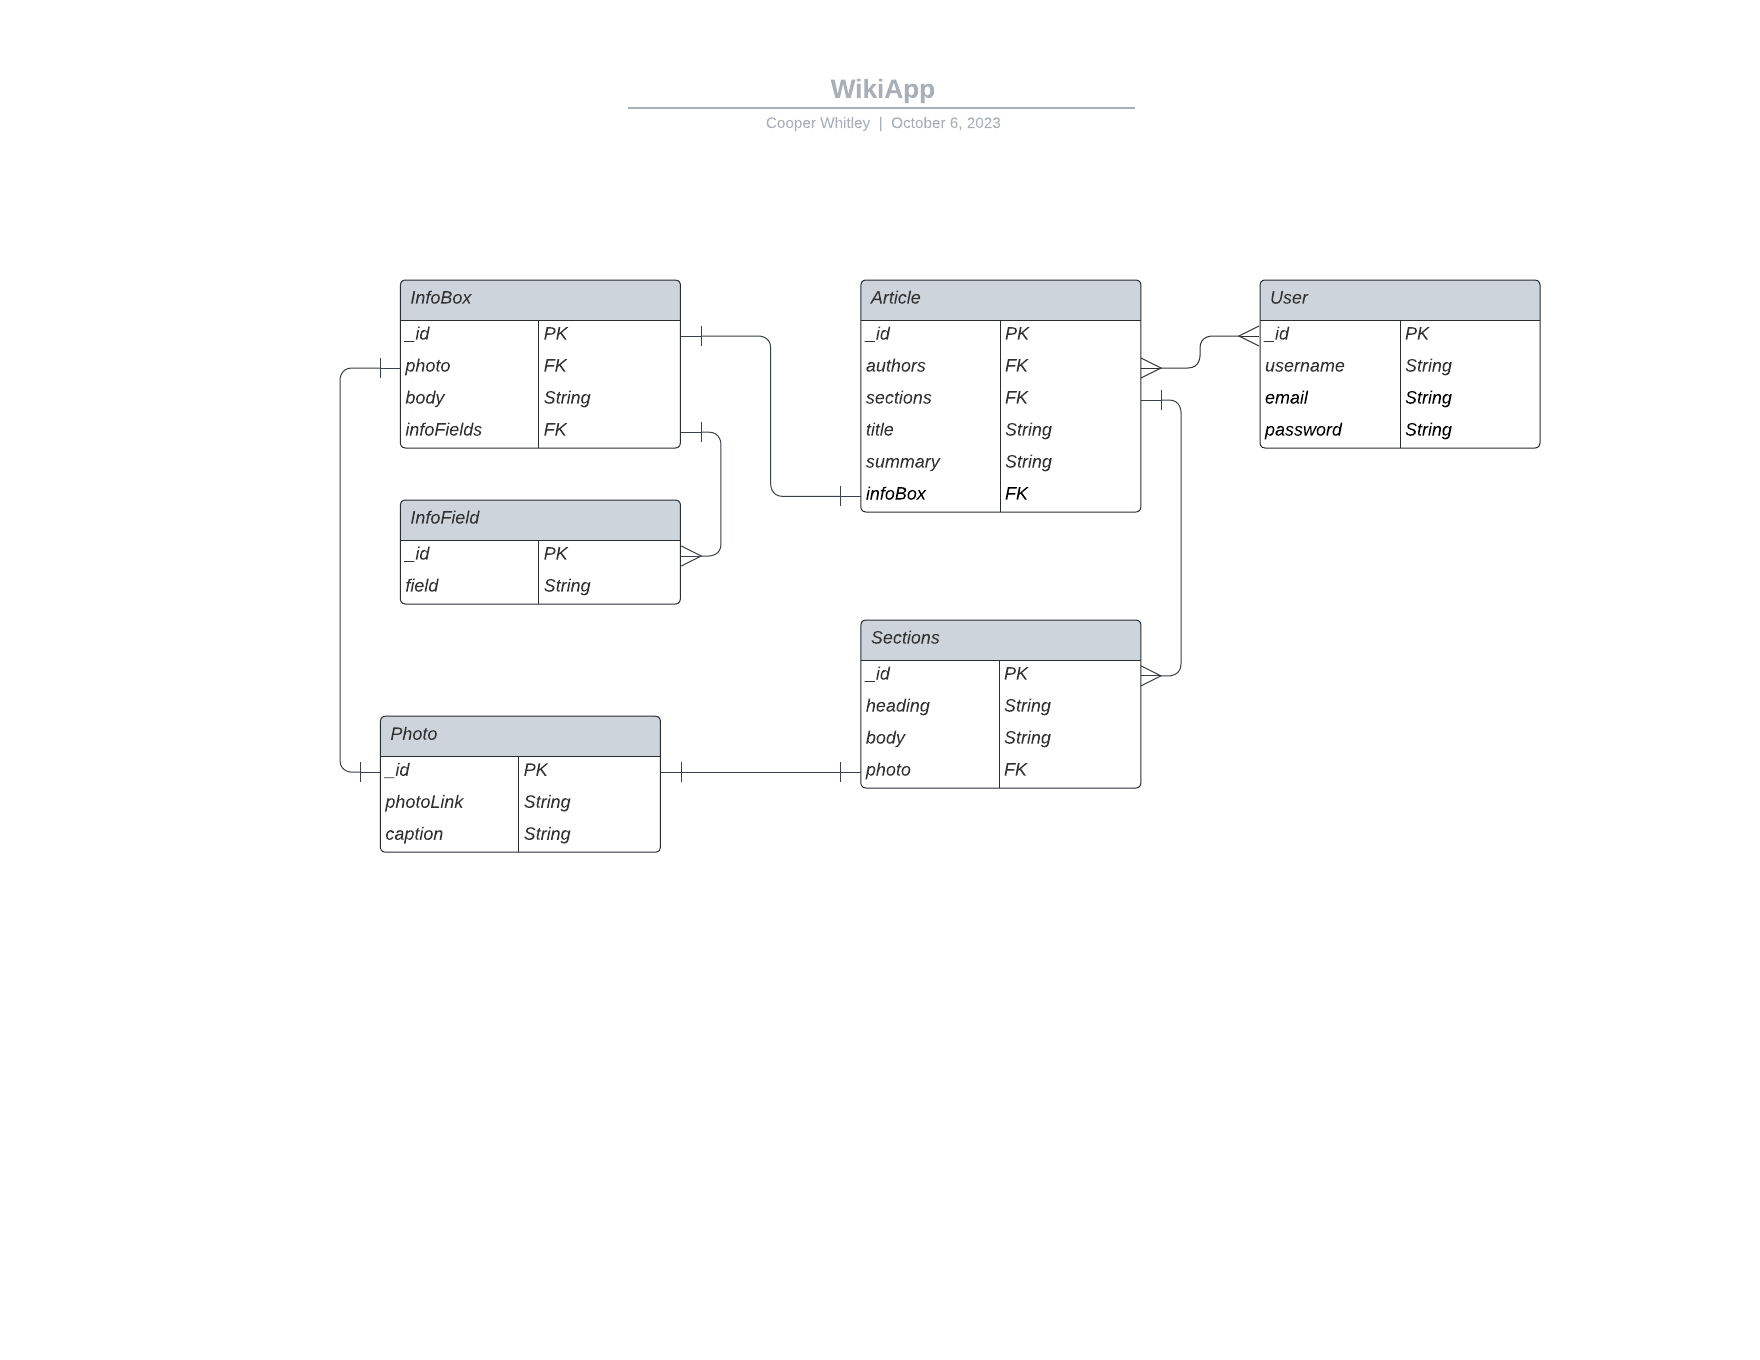 WikiApp
Cooper Whitley | October 6, 2023
InfoBox
_id PK
photo FK
body String
infoFields FK
Article
_id PK
authors FK
sections FK
title String
summary String
infoBox FK
User
_id PK
username String
email String
password String
InfoField
_id PK
field String
Sections
_id PK
heading String
body String
photo FK
Photo
_id PK
photoLink String
caption String